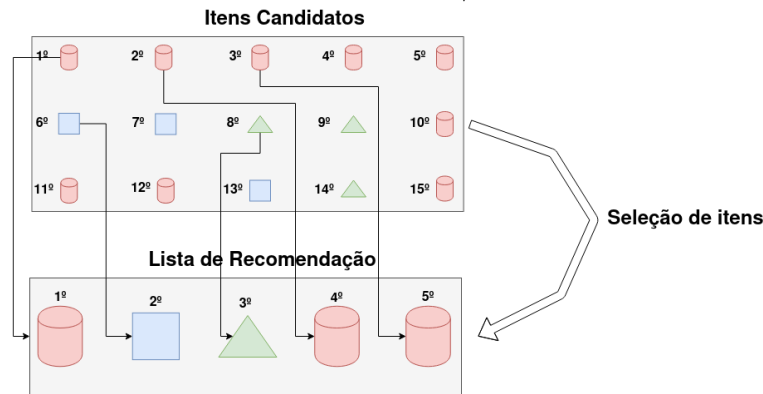 Itens Candidatos
1º 2º 3º 4º 5º
6º 7º 8º 9º 10º
11º 12º 13º 14º 15º
Seleção de itens
Lista de Recomendação
1º 2º 3º 4º 5º